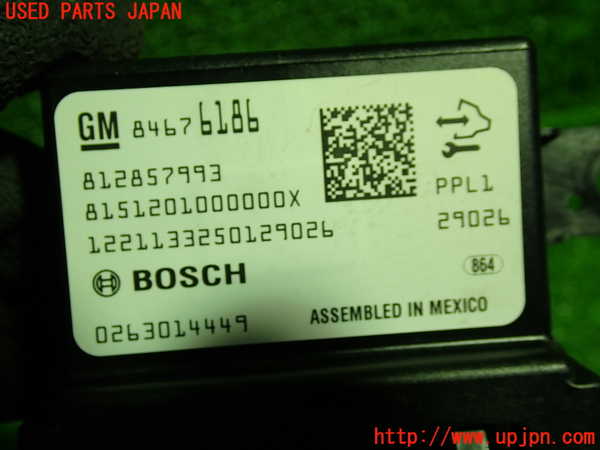 USED PARTS JAPAN
GM 84676186
812857993
8151201000000X
PPL1
1221133250129026
29026
BOSCH
864
0263014449
ASSEMBLED IN MEXICO
http://www.upjpn.com